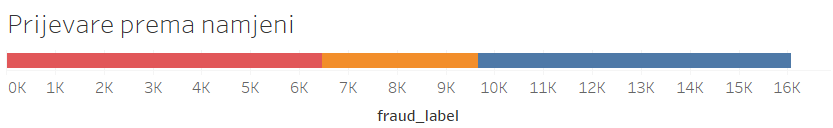 Prijevare prema namjeni
0K 1K 2K 3K 4K 5K 6K 7K 8K 9K 10K 11K 12K 13K 14K 15K 16K
fraud_label